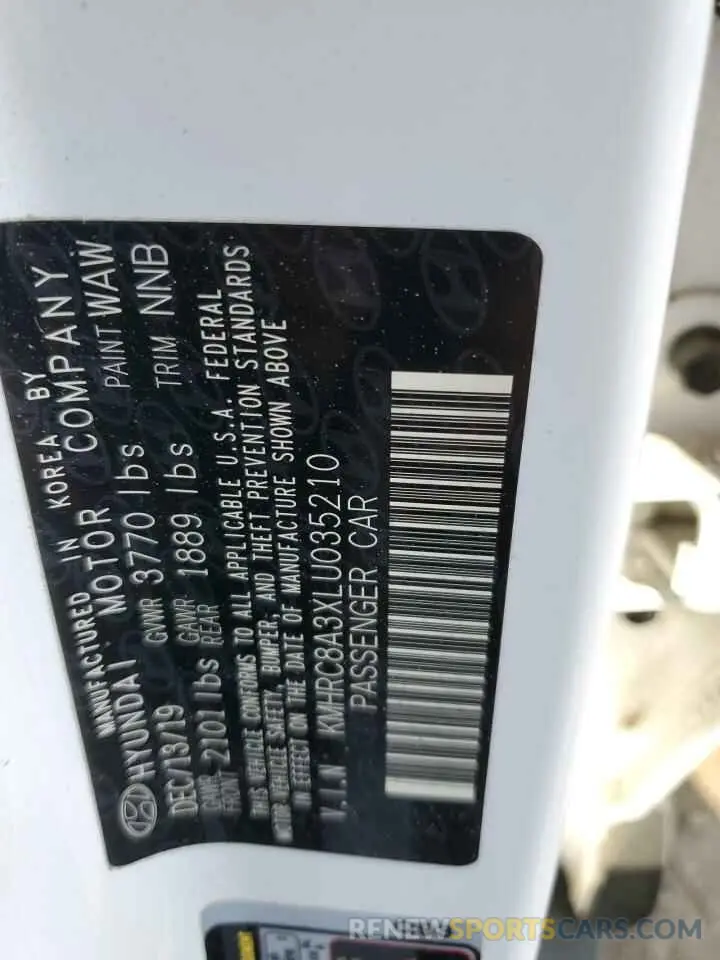 MANUFACTURED IN KOREA BY
HYUNDAI MOTOR COMPANY
DEC/13/19 GVWR 3770 lbs PAINT WAW
GAWR FRONT 2101 lbs GAWR REAR 1889 lbs TRIM NNB
THIS VEHICLE CONFORMS TO ALL APPLICABLE U.S.A. FEDERAL
MOTOR VEHICLE SAFETY, BUMPER, AND THEFT PREVENTION STANDARDS
IN EFFECT ON THE DATE OF MANUFACTURE SHOWN ABOVE
V.I.N KMHRC8A3XLU035210
PASSENGER CAR
RENEWSPORTSCARS.COM